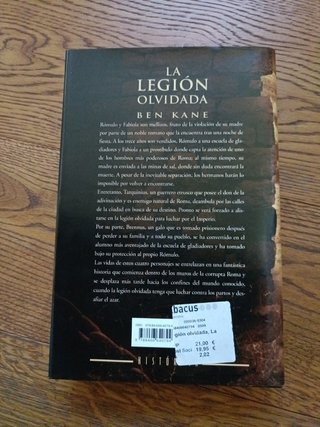 LA
LEGIÓN
OLVIDADA
BEN KANE
Rómulo y Fabiola son mellizos, fruto de la violación de su madre
por parte de un noble romano que la encuentra tras una noche de
fiesta. A los trece años son vendidos. Rómulo a una escuela de gla-
diadores y Fabiola a un prostíbulo donde capta la atención de uno
de los hombres más poderosos de Roma; al mismo tiempo, su
madre es enviada a las minas de sal, donde sin duda encontrará la
muerte. A pesar de la inevitable separación, los hermanos harán lo
imposible por volver a encontrarse.
Entretanto, Tarquinius, un guerrero etrusco que posee el don de la
adivinación y es enemigo natural de Roma, deambula por las calles
de la ciudad en busca de su destino. Pronto se verá forzado a alis-
tarse en la legión olvidada para luchar por el Imperio.
Por su parte, Brennus, un galo que es tomado prisionero después
de perder a su familia y a todo su pueblo, se ha convertido en el
alumno más aventajado de la escuela de gladiadores y ha tomado
bajo su protección al propio Rómulo.
Las vidas de estos cuatro personajes se entrelazan en una fantástica
historia que comienza dentro de los muros de la corrupta Roma y
se desplaza más tarde hacia los confines del mundo conocido,
cuando la legión olvidada tenga que luchar contra los partos y des-
afiar el azar.
abacus
gión olvidada, La
21,00 €
19,95 €
2,02
HISTÓR